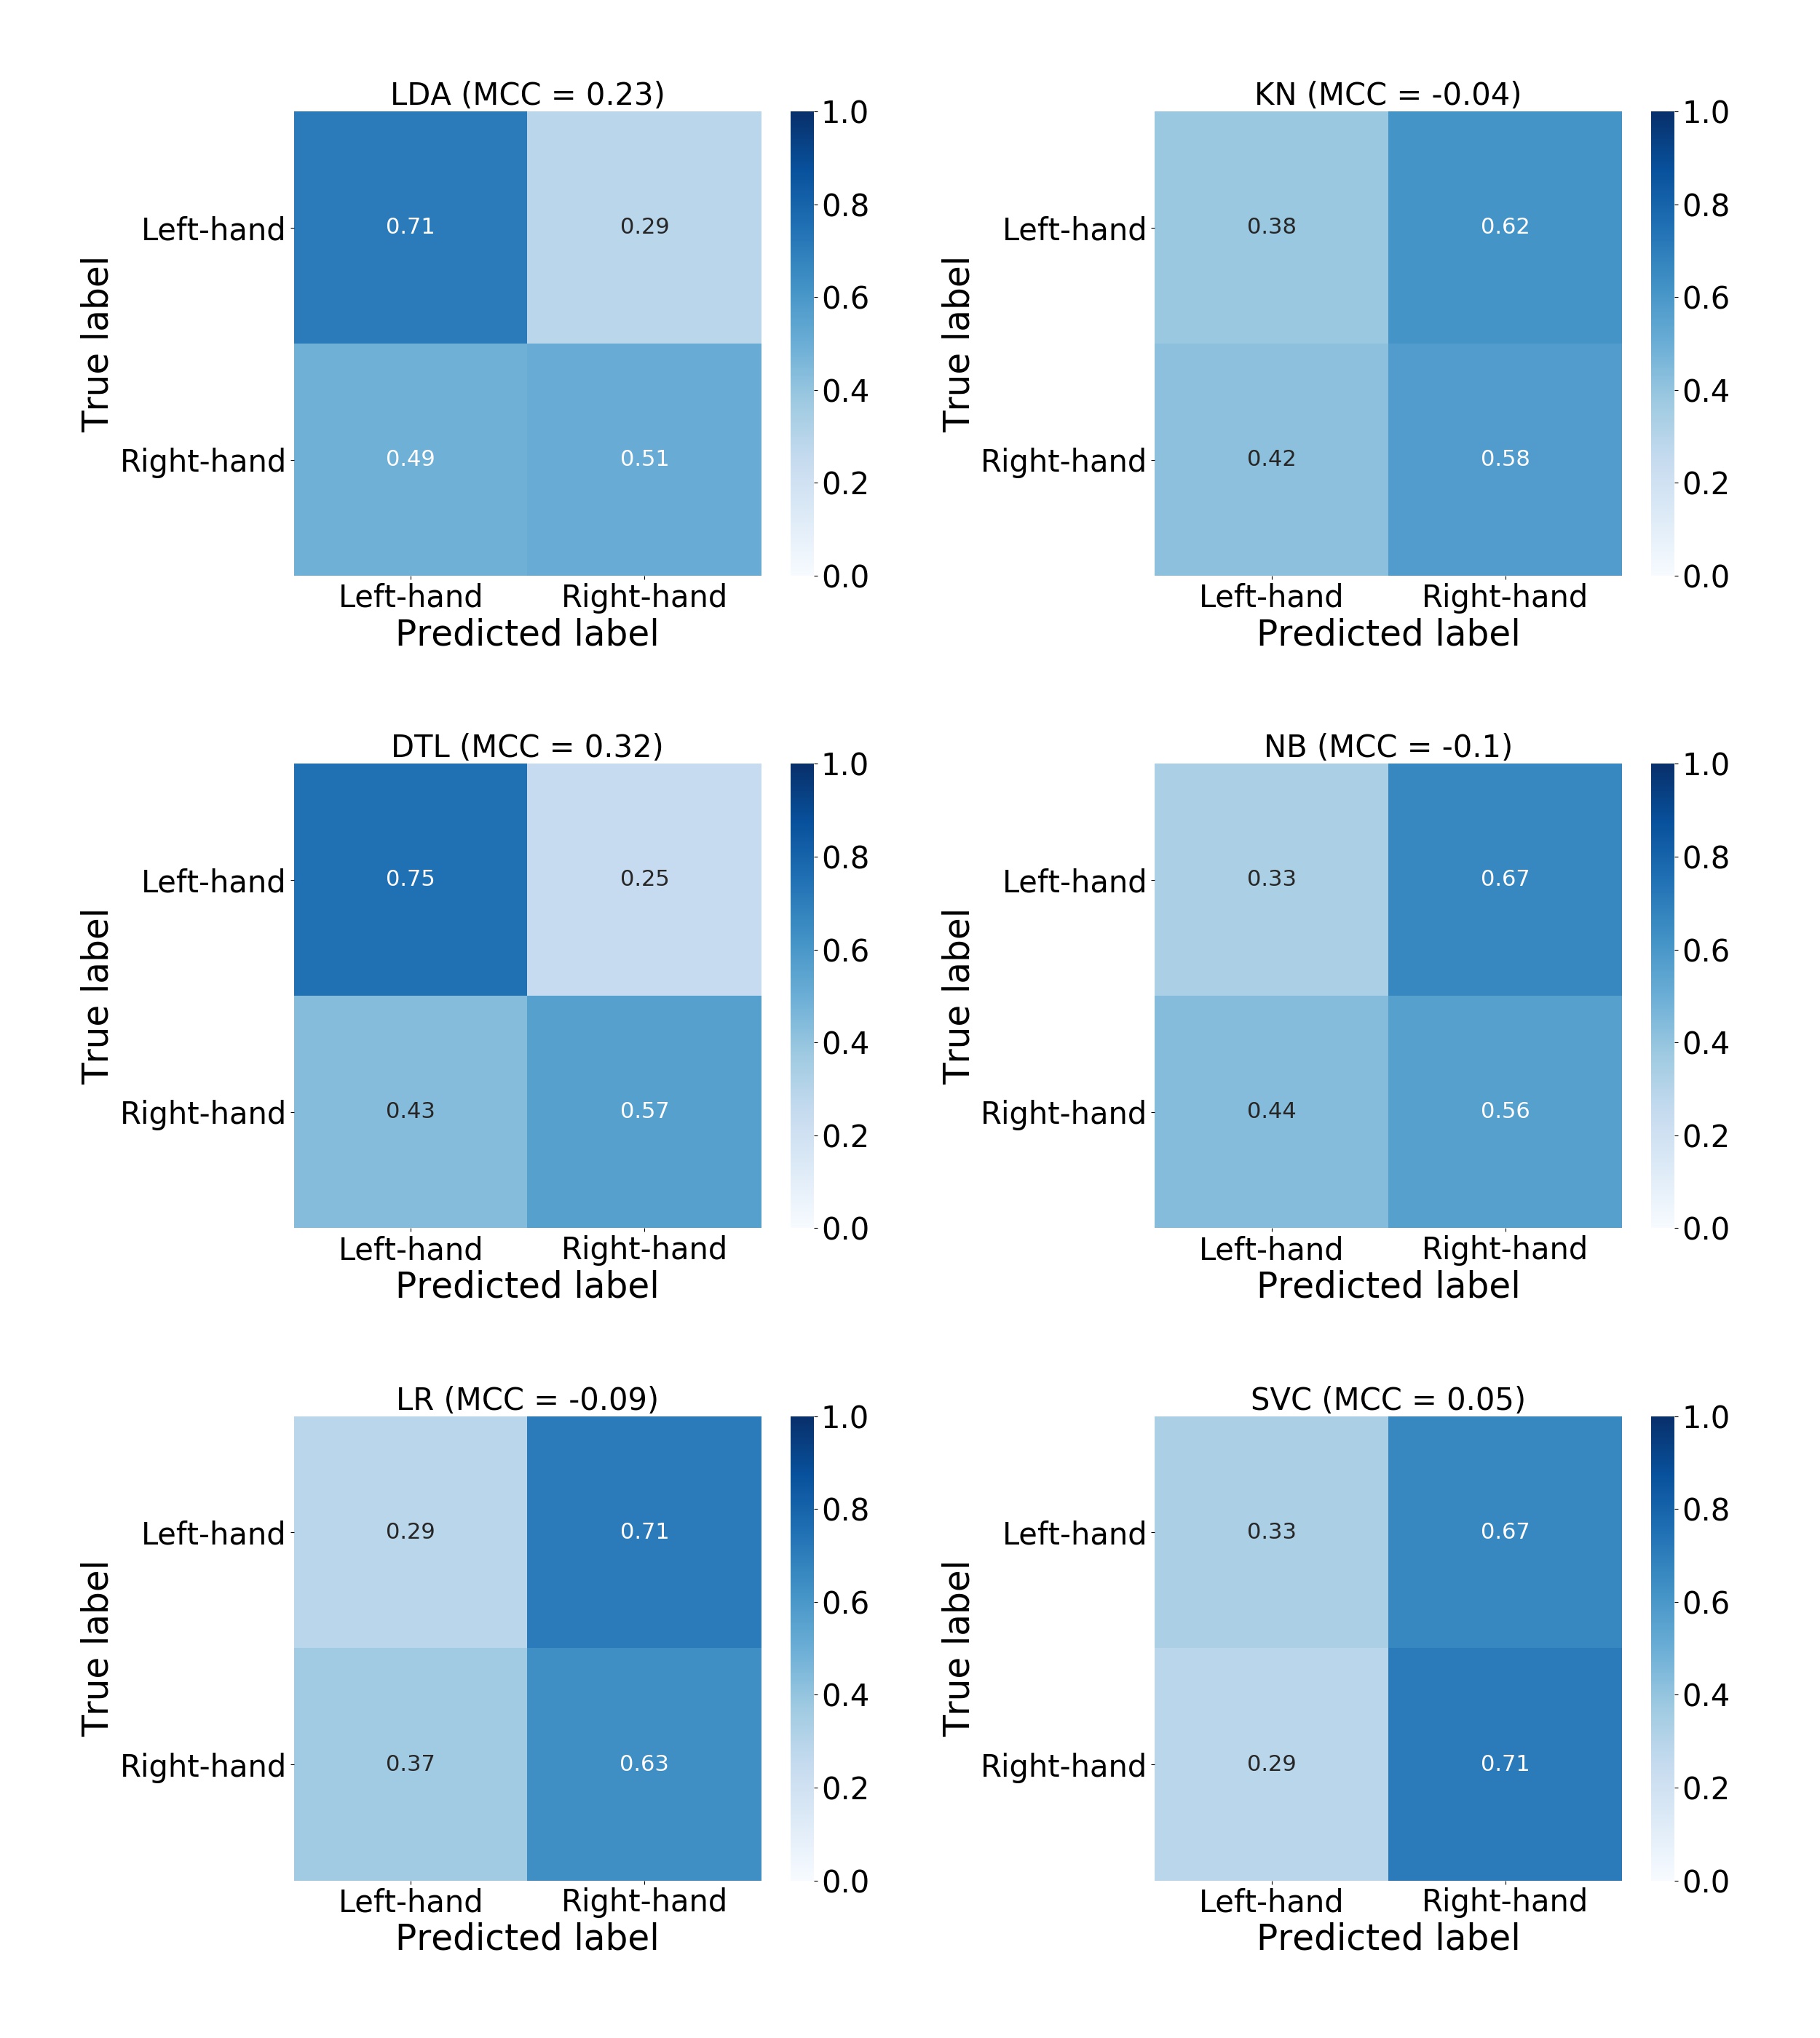 LDA (MCC = 0.23)
1.0
0.8
0.6
0.4
0.2
0.0
True label
Left-hand
0.71
0.29
Right-hand
0.49
0.51
Left-hand
Right-hand
Predicted label
KN (MCC = -0.04)
1.0
0.8
0.6
0.4
0.2
0.0
True label
Left-hand
0.38
0.62
Right-hand
0.42
0.58
Left-hand
Right-hand
Predicted label
DTL (MCC = 0.32)
1.0
0.8
0.6
0.4
0.2
0.0
True label
Left-hand
0.75
0.25
Right-hand
0.43
0.57
Left-hand
Right-hand
Predicted label
NB (MCC = -0.1)
1.0
0.8
0.6
0.4
0.2
0.0
True label
Left-hand
0.33
0.67
Right-hand
0.44
0.56
Left-hand
Right-hand
Predicted label
LR (MCC = -0.09)
1.0
0.8
0.6
0.4
0.2
0.0
True label
Left-hand
0.29
0.71
Right-hand
0.37
0.63
Left-hand
Right-hand
Predicted label
SVC (MCC = 0.05)
1.0
0.8
0.6
0.4
0.2
0.0
True label
Left-hand
0.33
0.67
Right-hand
0.29
0.71
Left-hand
Right-hand
Predicted label